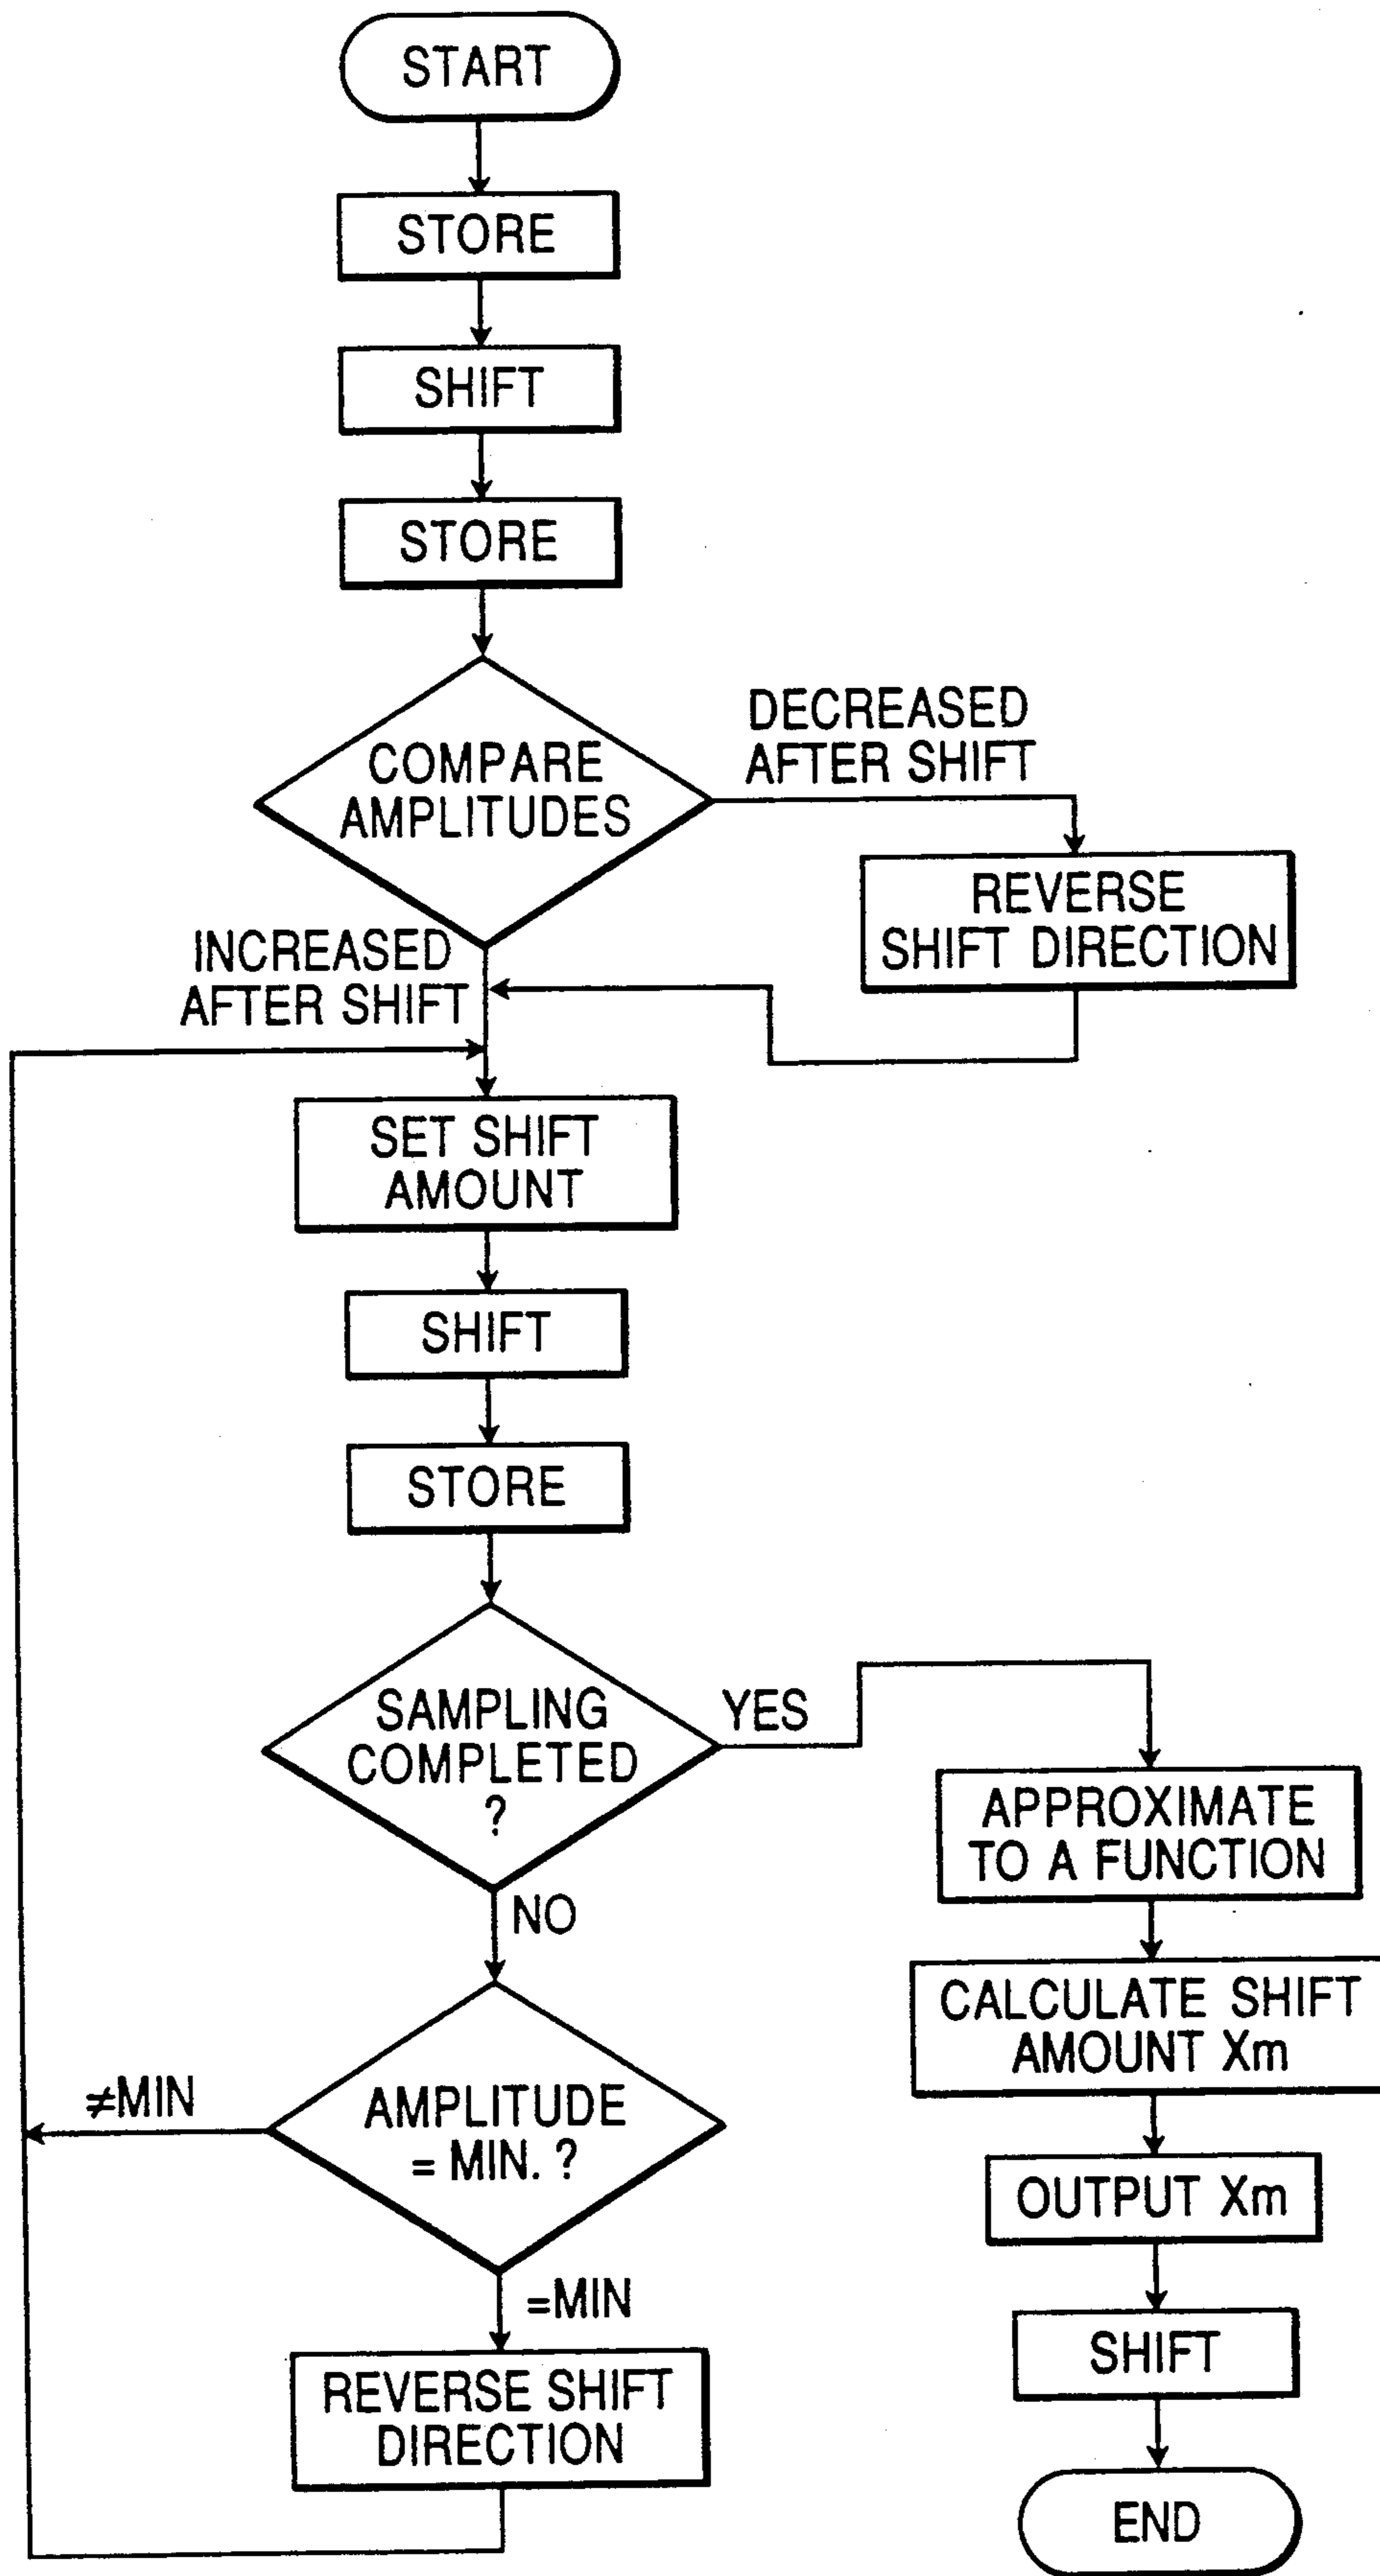 START
STORE
SHIFT
STORE
COMPARE
AMPLITUDES
DECREASED
AFTER SHIFT
REVERSE
SHIFT DIRECTION
INCREASED
AFTER SHIFT
SET SHIFT
AMOUNT
SHIFT
STORE
SAMPLING
COMPLETED
?
YES
NO
AMPLITUDE
= MIN. ?
≠MIN
=MIN
REVERSE SHIFT
DIRECTION
APPROXIMATE
TO A FUNCTION
CALCULATE SHIFT
AMOUNT Xm
OUTPUT Xm
SHIFT
END